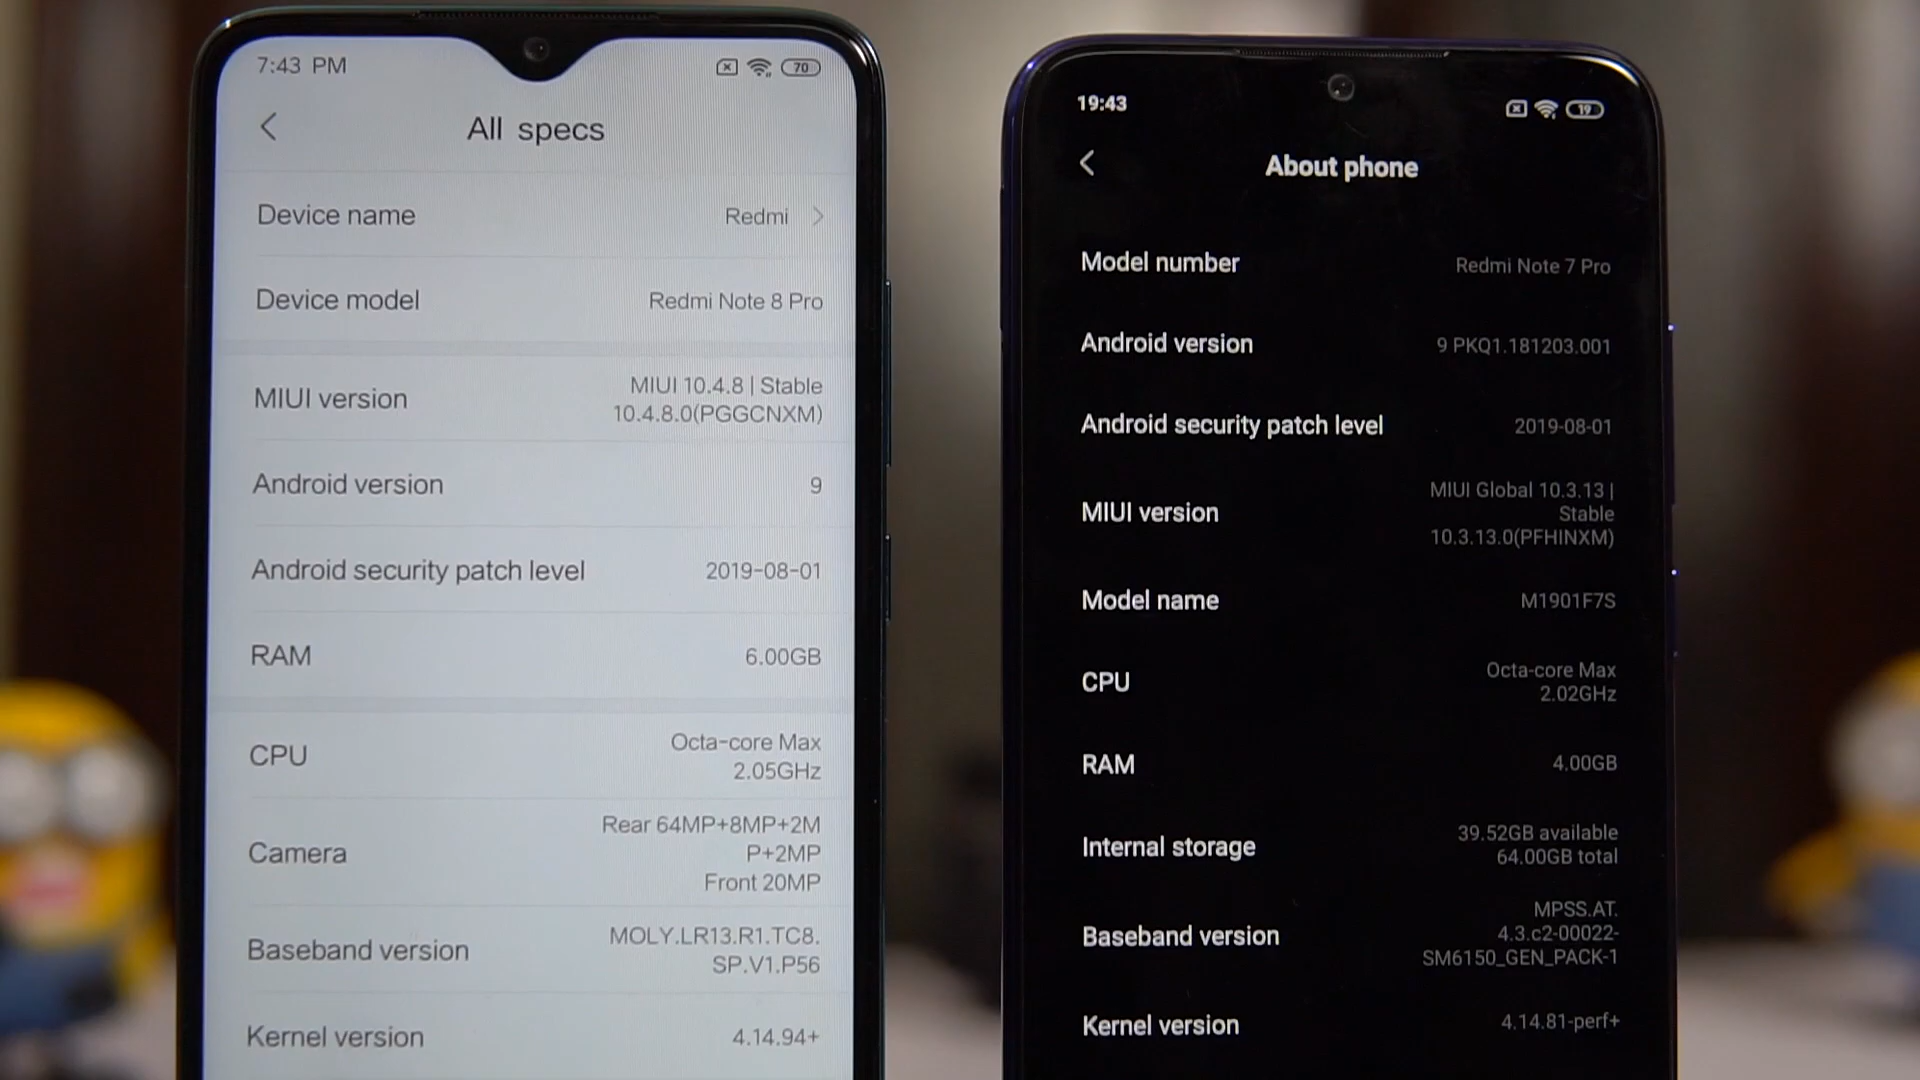 7:43 PM
70
All specs
Device name
Redmi
Device model
Redmi Note 8 Pro
MIUI version
MIUI 10.4.8 | Stable
10.4.8.0(PGGCNXM)
Android version
9
Android security patch level
2019-08-01
RAM
6.00GB
CPU
Octa-core Max
2.05GHz
Camera
Rear 64MP+8MP+2M
P+2MP
Front 20MP
Baseband version
MOLY.LR13.R1.TC8.
SP.V1.P56
Kernel version
4.14.94+
19:43
19
About phone
Model number
Redmi Note 7 Pro
Android version
9 PKQ1.181203.001
Android security patch level
2019-08-01
MIUI version
MIUI Global 10.3.13 |
Stable
10.3.13.0(PFHINXM)
Model name
M1901F7S
CPU
Octa-core Max
2.02GHz
RAM
4.00GB
Internal storage
39.52GB available
64.00GB total
Baseband version
MPSS.AT.
4.3.c2-00022-
SM6150_GEN_PACK-1
Kernel version
4.14.81-perf+